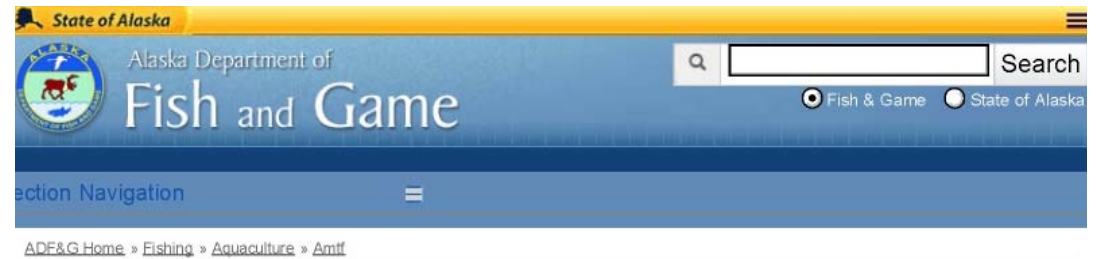 State of Alaska
Alaska Department of
Fish and Game
Search
Fish & Game State of Alaska
ection Navigation
ADF&G Home » Fishing » Aquaculture » Amtf